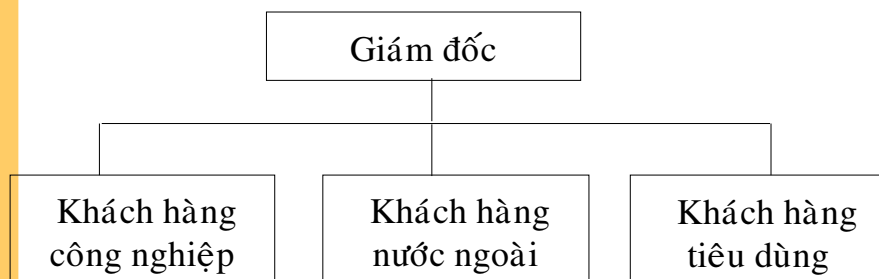 Giám đốc
Khách hàng
công nghiệp
Khách hàng
nước ngoài
Khách hàng
tiêu dùng